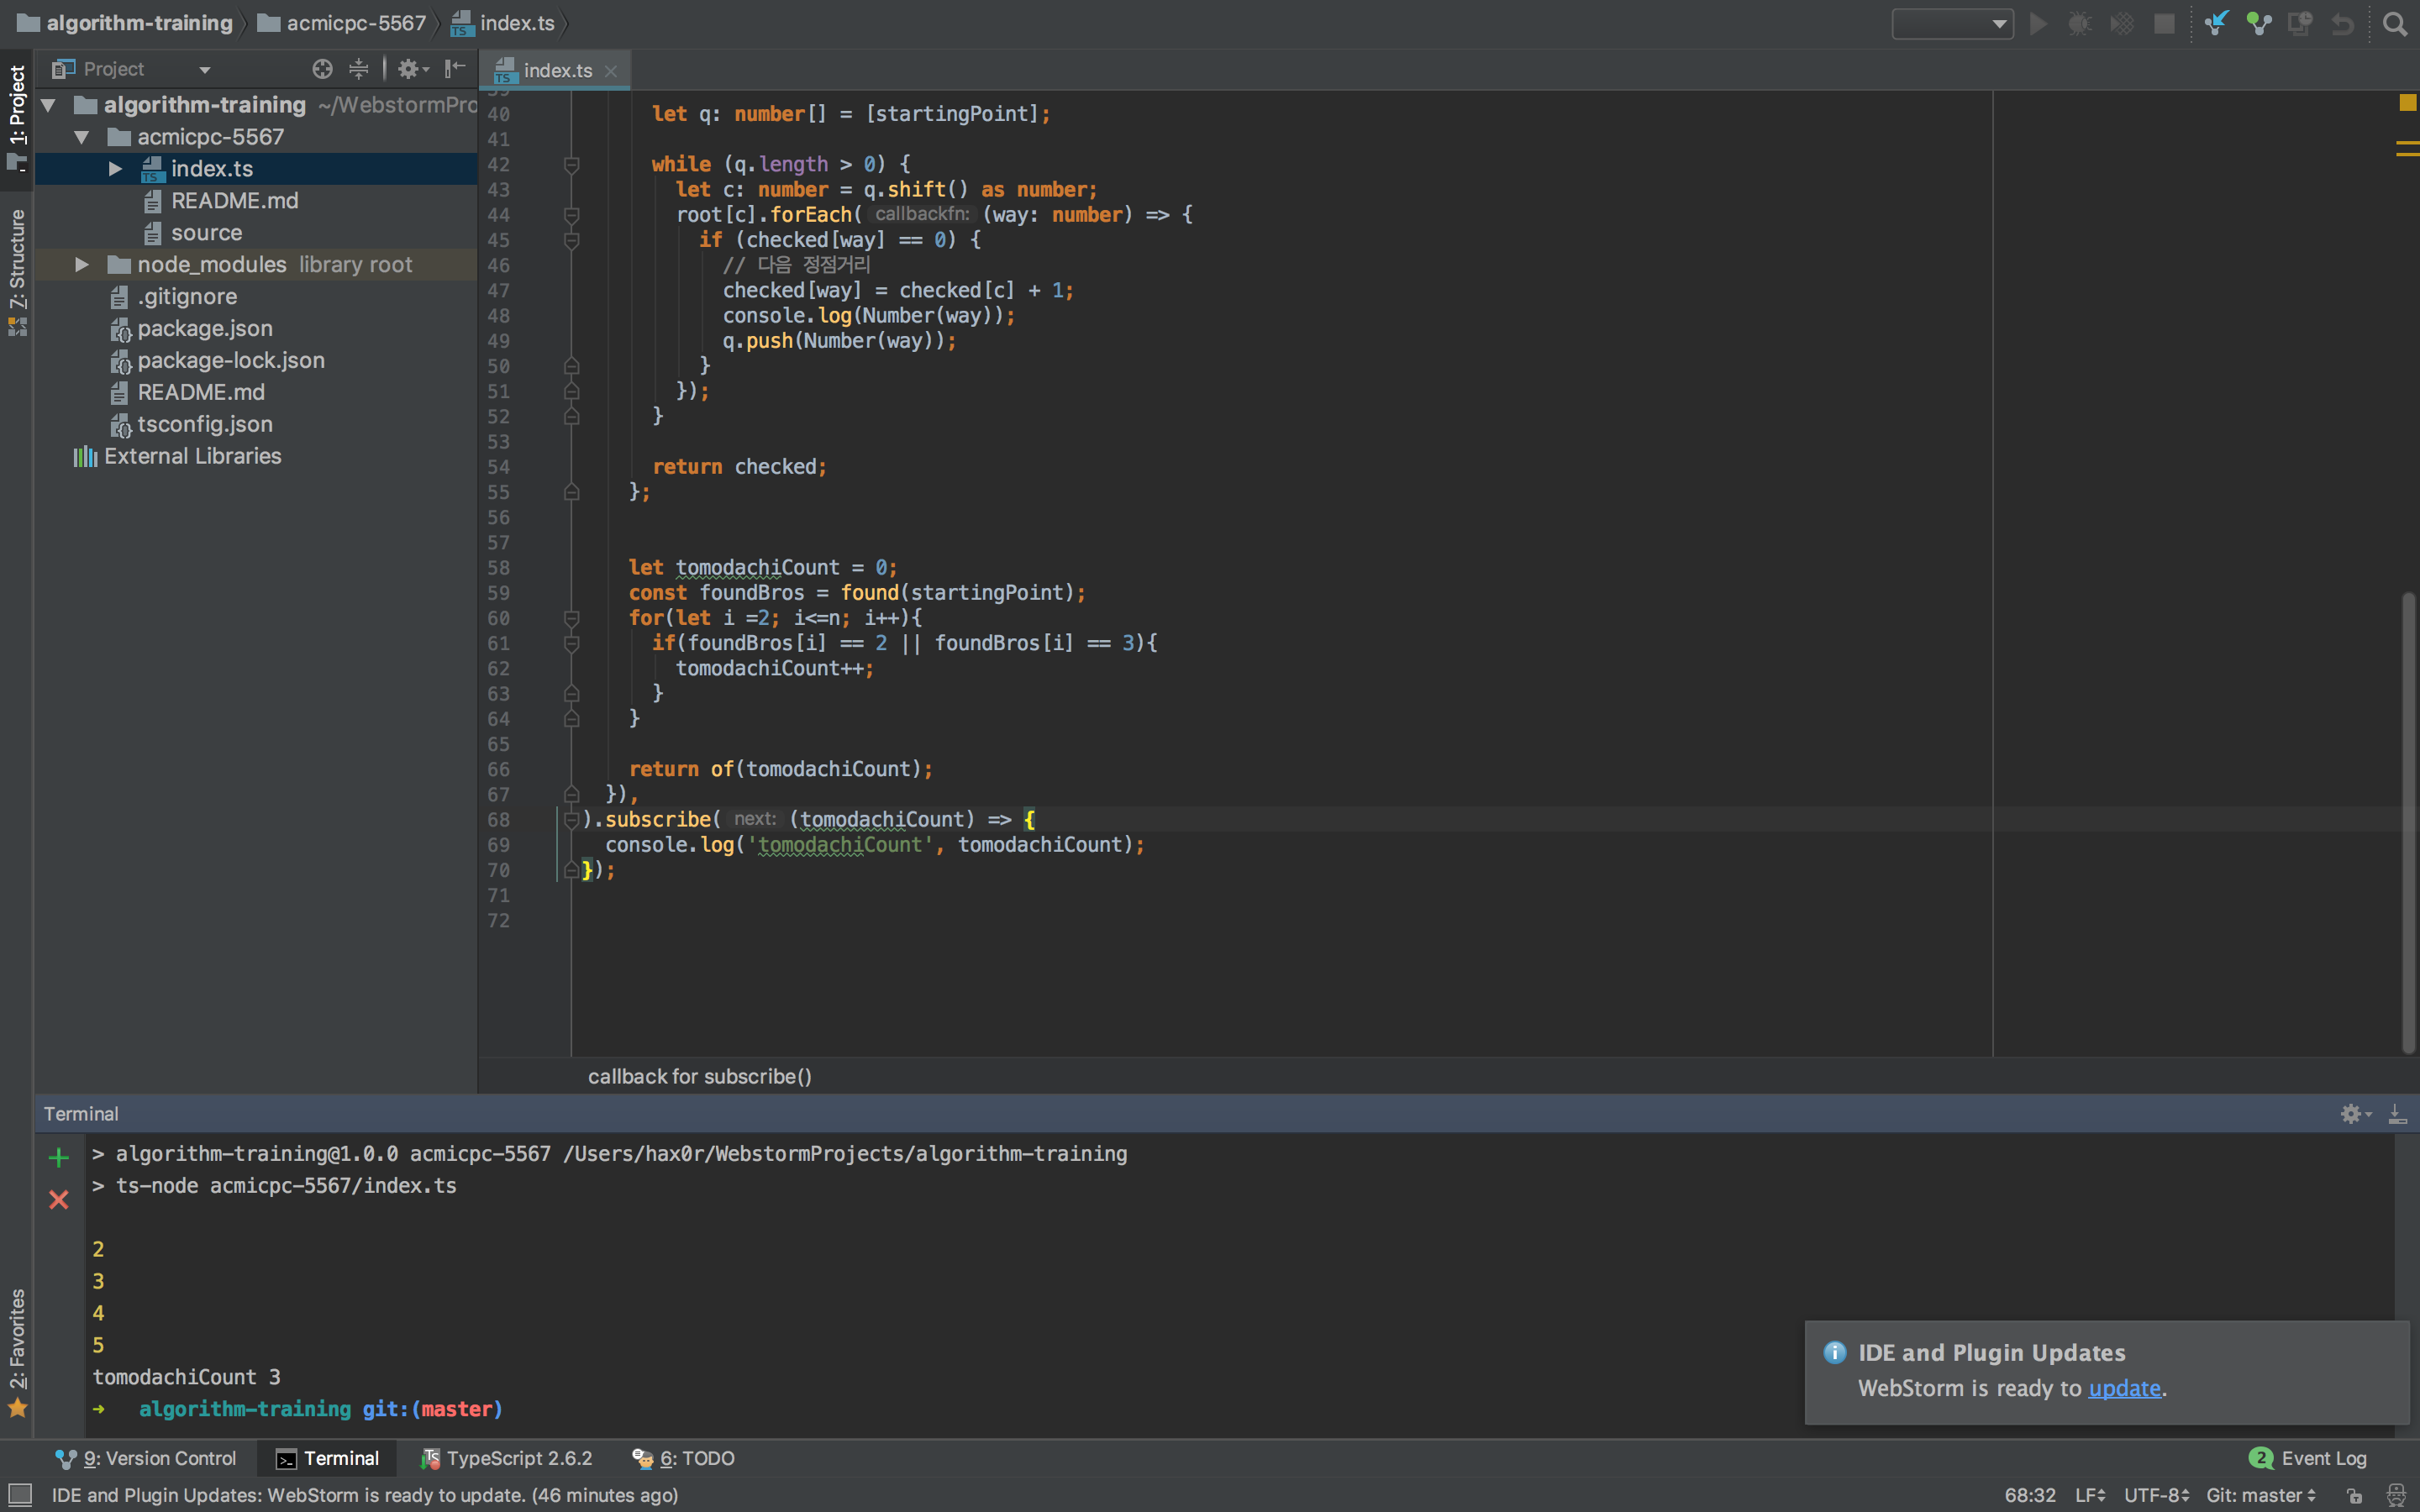 algorithm-training acmicpc-5567 index.ts
1: Project
7: Structure
2: Favorites
Project
algorithm-training ~/WebstormPro
acmicpc-5567
index.ts
README.md
source
node_modules library root
.gitignore
package.json
package-lock.json
README.md
tsconfig.json
External Libraries
index.ts
40 let q: number[] = [startingPoint];
41
42 while (q.length > 0) {
43 let c: number = q.shift() as number;
44 root[c].forEach( callbackfn: (way: number) => {
45 if (checked[way] == 0) {
46 // 다음 정점거리
47 checked[way] = checked[c] + 1;
48 console.log(Number(way));
49 q.push(Number(way));
50 }
51 });
52 }
53
54 return checked;
55 };
56
57
58 let tomodachiCount = 0;
59 const foundBros = found(startingPoint);
60 for(let i =2; i<=n; i++){
61 if(foundBros[i] == 2 || foundBros[i] == 3){
62 tomodachiCount++;
63 }
64 }
65
66 return of(tomodachiCount);
67 }),
68 ).subscribe( next: (tomodachiCount) => {
69 console.log('tomodachiCount', tomodachiCount);
70 });
71
72
callback for subscribe()
Terminal
> algorithm-training@1.0.0 acmicpc-5567 /Users/hax0r/WebstormProjects/algorithm-training
> ts-node acmicpc-5567/index.ts
2
3
4
5
tomodachiCount 3
➜ algorithm-training git:(master)
IDE and Plugin Updates
WebStorm is ready to update.
9: Version Control Terminal TypeScript 2.6.2 6: TODO 2 Event Log
IDE and Plugin Updates: WebStorm is ready to update. (46 minutes ago) 68:32 LF UTF-8 Git: master